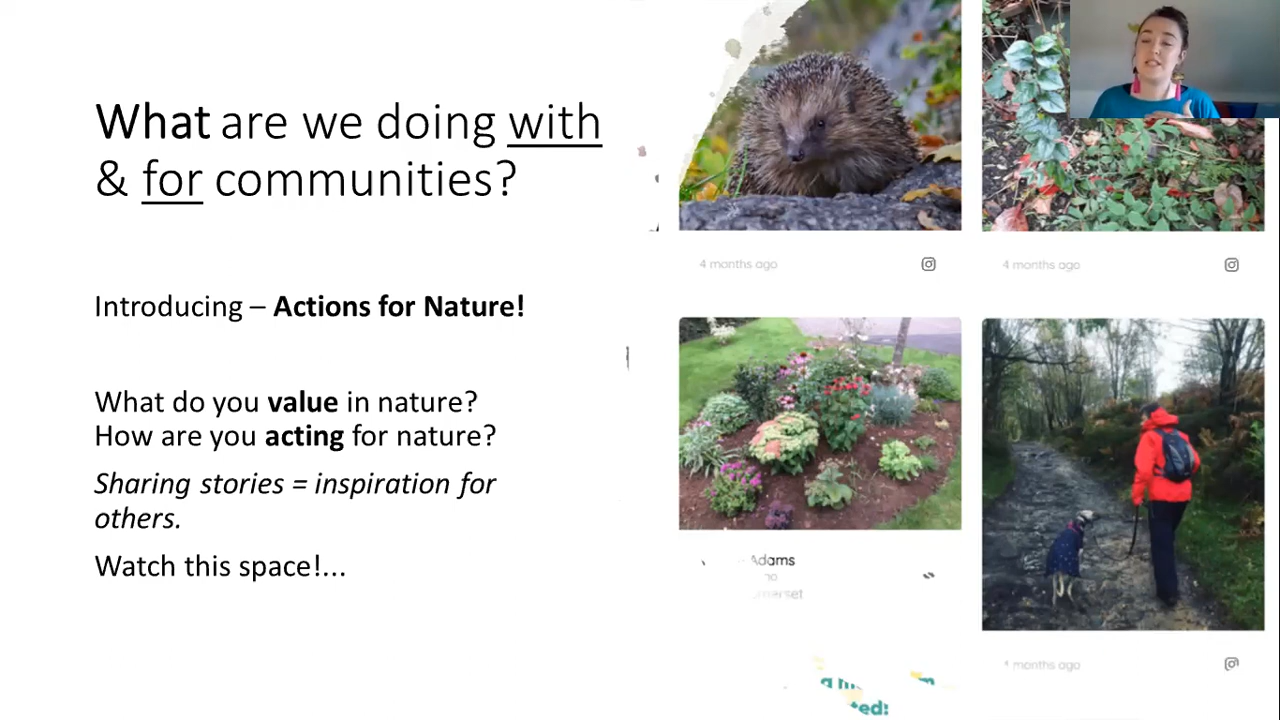 What are we doing with
& for communities?
Introducing – Actions for Nature!
What do you value in nature?
How are you acting for nature?
Sharing stories = inspiration for
others.
Watch this space!...
4 months ago
4 months ago
Adams
months ago